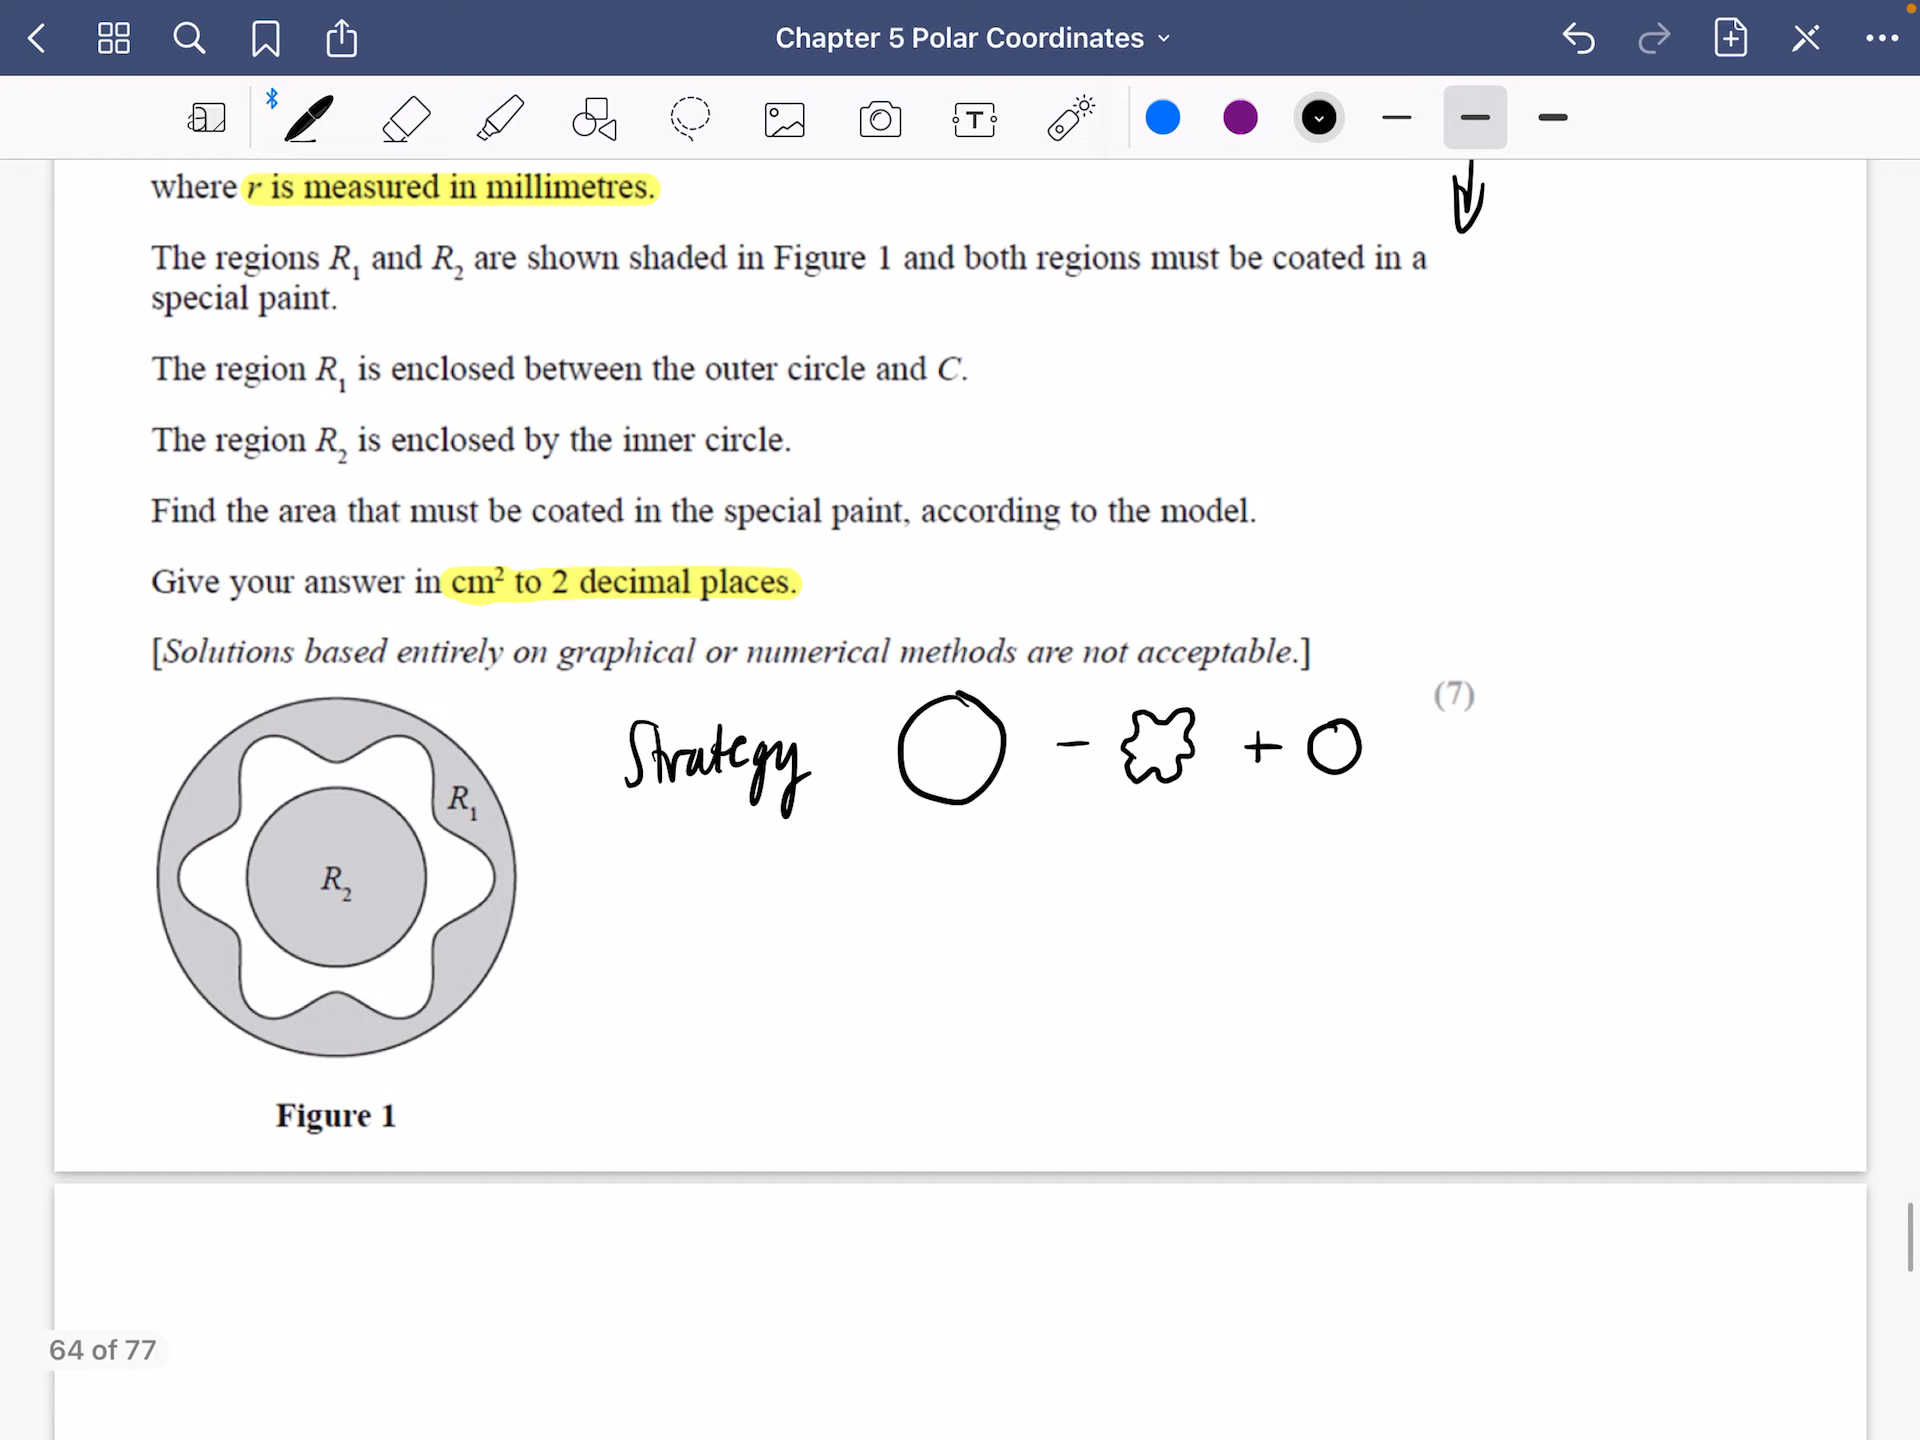 Chapter 5 Polar Coordinates
where r is measured in millimetres.
The regions R₁ and R₂ are shown shaded in Figure 1 and both regions must be coated in a
special paint.
The region R₁ is enclosed between the outer circle and C.
The region R₂ is enclosed by the inner circle.
Find the area that must be coated in the special paint, according to the model.
Give your answer in cm² to 2 decimal places.
[Solutions based entirely on graphical or numerical methods are not acceptable.]
(7)
Strategy - +
R₁
R₂
Figure 1
64 of 77